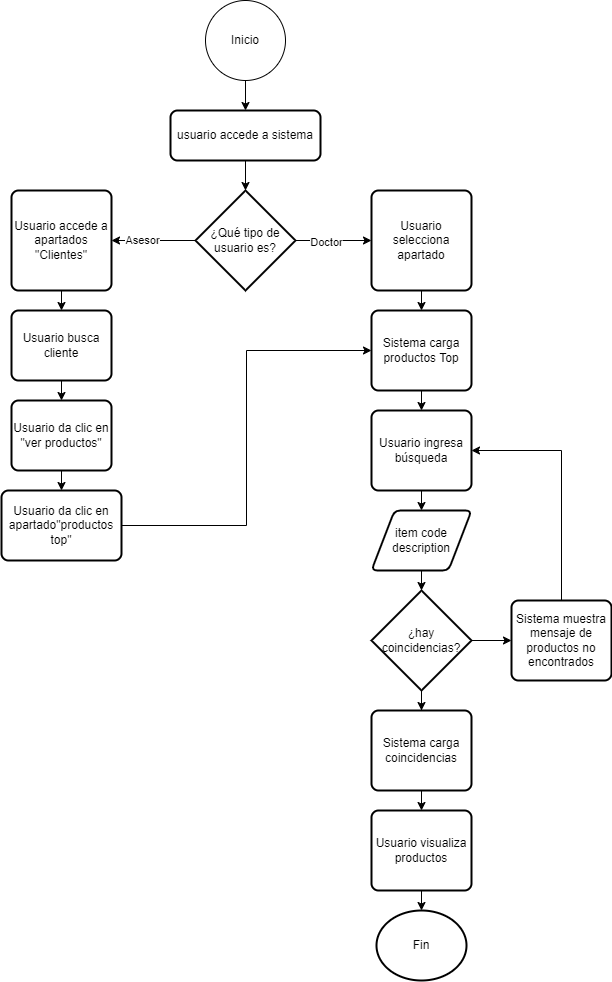 Inicio
usuario accede a sistema
¿Qué tipo de
usuario es?
Asesor
Doctor
Usuario accede a
apartados
"Clientes"
Usuario busca
cliente
Usuario da clic en
"ver productos"
Usuario da clic en
apartado"productos
top"
Usuario
selecciona
apartado
Sistema carga
productos Top
Usuario ingresa
búsqueda
item code
description
¿hay
coincidencias?
Sistema muestra
mensaje de
productos no
encontrados
Sistema carga
coincidencias
Usuario visualiza
productos
Fin